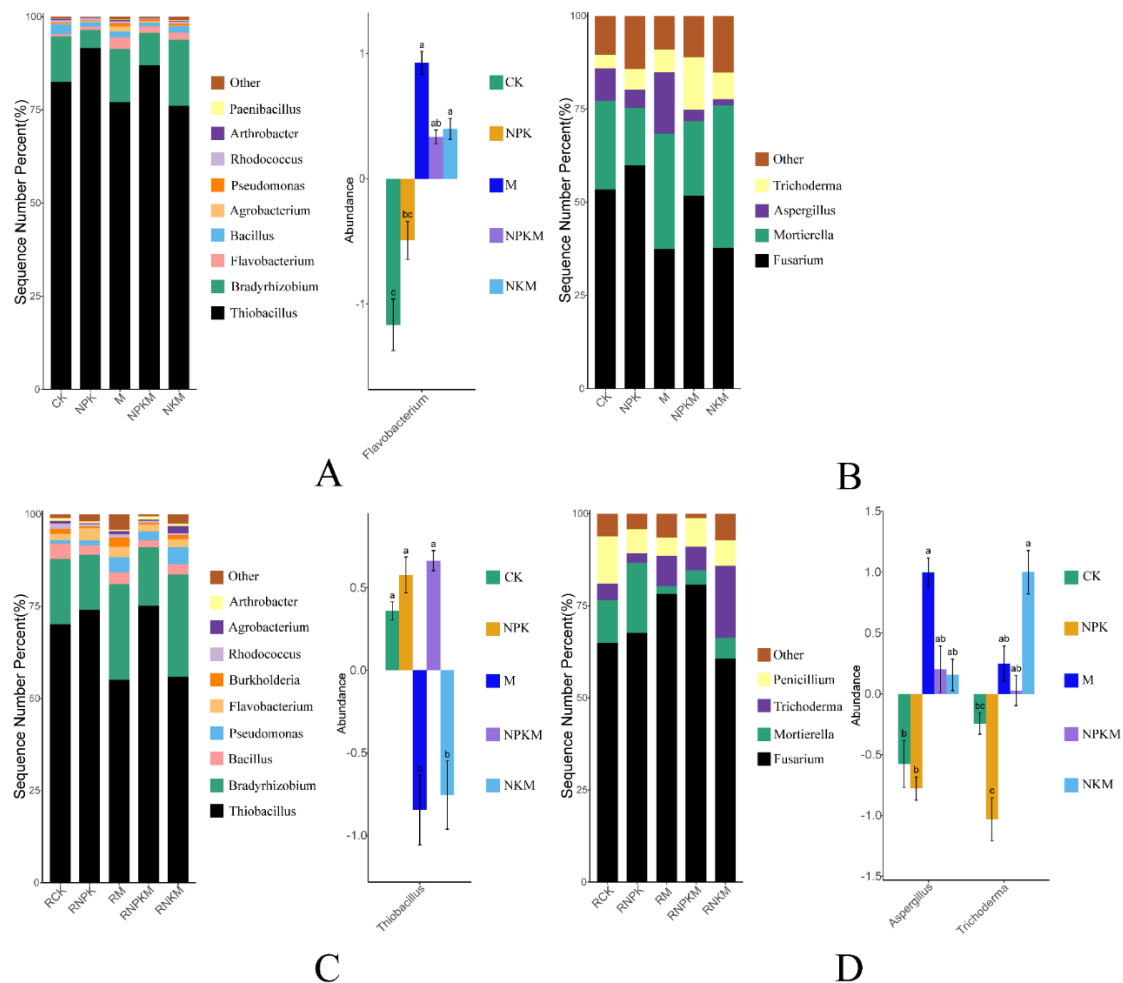 Sequence Number Percent(%)
100
75
50
25
0
CK
NPK
M
NPKM
NKM
Other
Paenibacillus
Arthrobacter
Rhodococcus
Pseudomonas
Agrobacterium
Bacillus
Flavobacterium
Bradyrhizobium
Thiobacillus
Abundance
1
0
-1
c
bc
a
ab
a
Flavobacterium
CK
NPK
M
NPKM
NKM
A
Sequence Number Percent(%)
100
75
50
25
0
CK
NPK
M
NPKM
NKM
Other
Trichoderma
Aspergillus
Mortierella
Fusarium
B
Sequence Number Percent(%)
100
75
50
25
0
RCK
RNPK
RM
RNPKM
RNKM
Other
Arthrobacter
Agrobacterium
Rhodococcus
Burkholderia
Flavobacterium
Pseudomonas
Bacillus
Bradyrhizobium
Thiobacillus
Abundance
0.5
0.0
-0.5
-1.0
a
a
b
a
b
Thiobacillus
CK
NPK
M
NPKM
NKM
C
Sequence Number Percent(%)
100
75
50
25
0
RCK
RNPK
RM
RNPKM
RNKM
Other
Penicillium
Trichoderma
Mortierella
Fusarium
Abundance
1.5
1.0
0.5
0.0
-0.5
-1.0
-1.5
b
b
a
ab
ab
bc
c
ab
ab
a
Aspergillus
Trichoderma
CK
NPK
M
NPKM
NKM
D